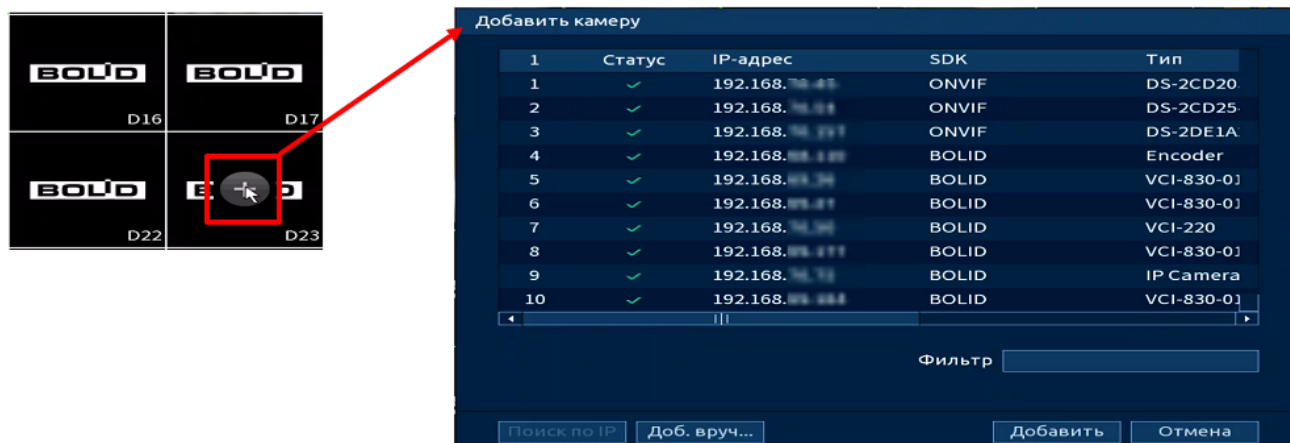 BOLID BOLID
D16 D17
BOLID
D22 D23
Добавить камеру
1 Статус IP-адрес SDK Тип
1 192.168. ONVIF DS-2CD20
2 192.168. ONVIF DS-2CD25
3 192.168. ONVIF DS-2DE1A
4 192.168. BOLID Encoder
5 192.168. BOLID VCI-830-01
6 192.168. BOLID VCI-830-01
7 192.168. BOLID VCI-220
8 192.168. BOLID VCI-830-01
9 192.168. BOLID IP Camera
10 192.168. BOLID VCI-830-01
Фильтр
Поиск по IP Доб. вруч... Добавить Отмена